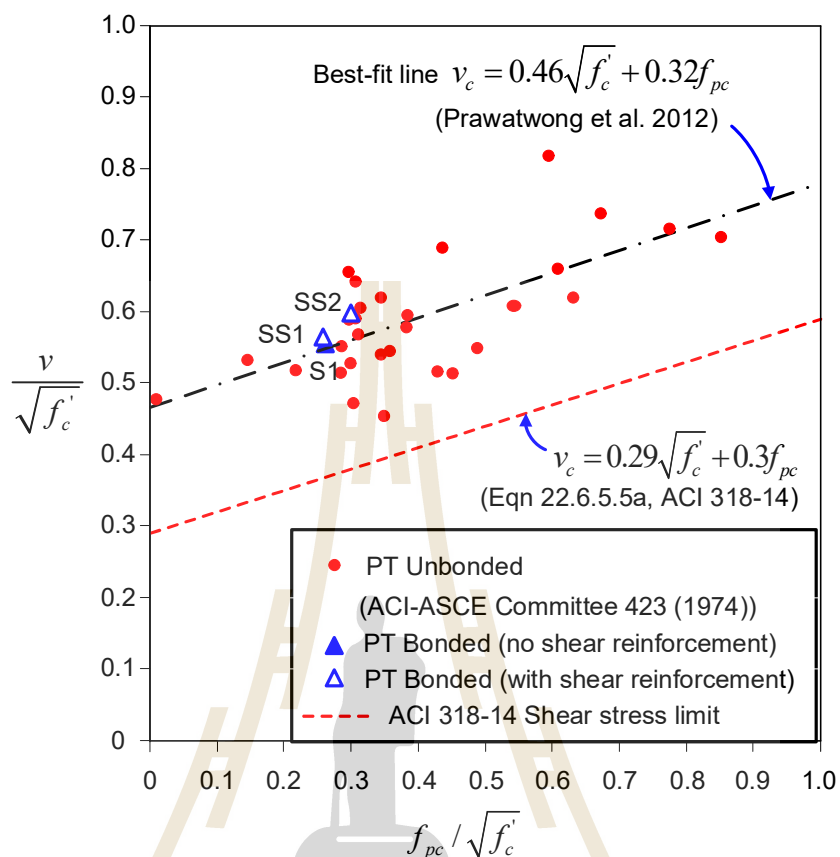 1.0
0.9
0.8
0.7
0.6
0.5
0.4
0.3
0.2
0.1
0
v / √f_c'
Best-fit line v_c = 0.46√f_c' + 0.32f_pc
(Prawatwong et al. 2012)
SS2
SS1
S1
v_c = 0.29√f_c' + 0.3f_pc
(Eqn 22.6.5.5a, ACI 318-14)
PT Unbonded
(ACI-ASCE Committee 423 (1974))
PT Bonded (no shear reinforcement)
PT Bonded (with shear reinforcement)
ACI 318-14 Shear stress limit
0 0.1 0.2 0.3 0.4 0.5 0.6 0.7 0.8 0.9 1.0
f_pc / √f_c'